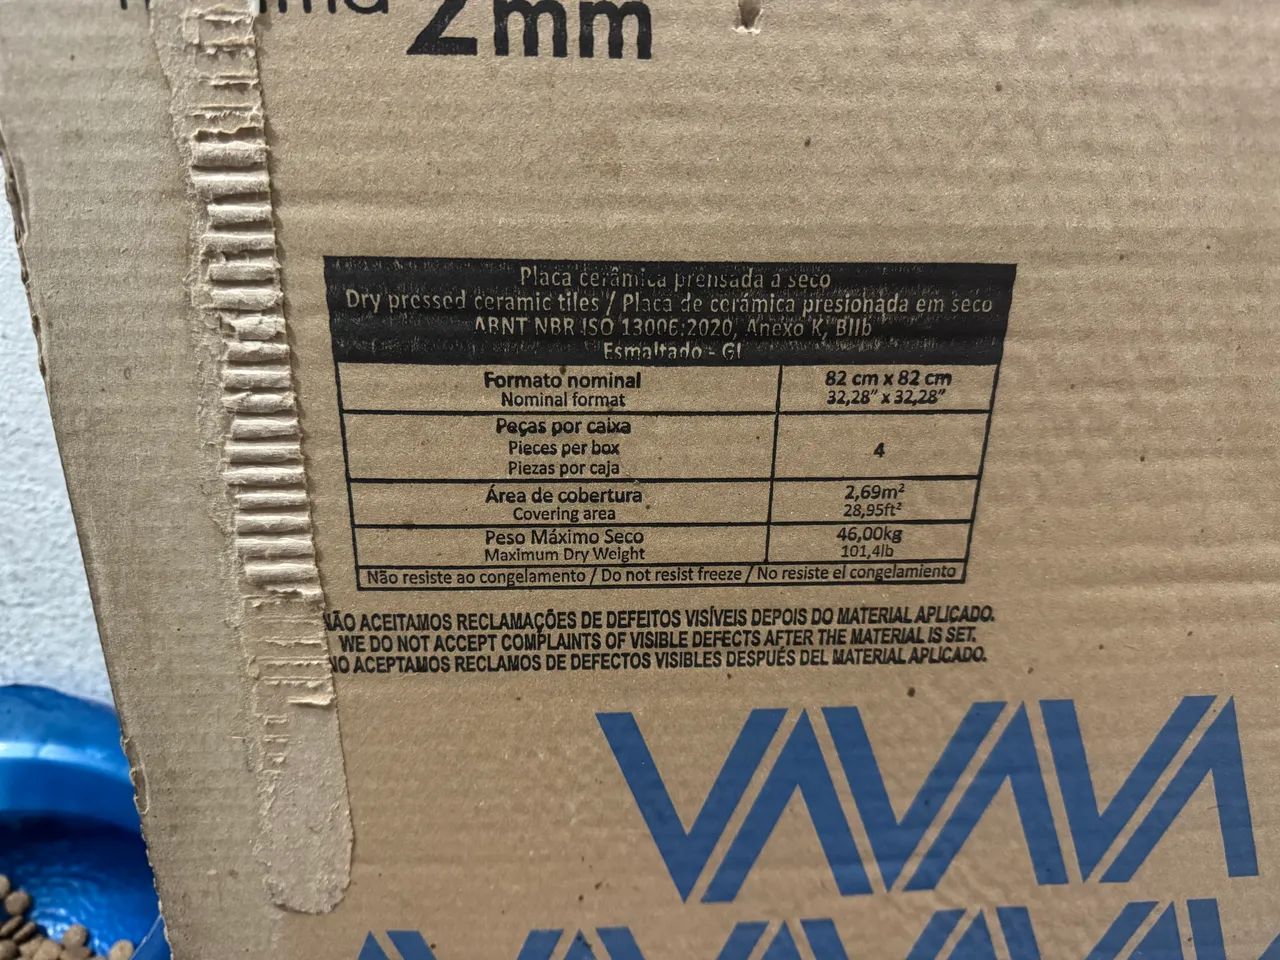 2mm
Placa cerâmica prensada a seco
Dry pressed ceramic tiles / Placa de cerámica presionada em seco
ABNT NBR ISO 13006:2020, Anexo K, BIIb
Esmaltado - GL
Formato nominal
Nominal format
82 cm x 82 cm
32,28" x 32,28"
Peças por caixa
Pieces per box
Piezas por caja
4
Área de cobertura
Covering area
2,69m²
28,95ft²
Peso Máximo Seco
Maximum Dry Weight
46,00kg
101,4lb
Não resiste ao congelamento / Do not resist freeze / No resiste el congelamiento
NÃO ACEITAMOS RECLAMAÇÕES DE DEFEITOS VISÍVEIS DEPOIS DO MATERIAL APLICADO.
WE DO NOT ACCEPT COMPLAINTS OF VISIBLE DEFECTS AFTER THE MATERIAL IS SET.
NO ACEPTAMOS RECLAMOS DE DEFECTOS VISIBLES DESPUÉS DEL MATERIAL APLICADO.